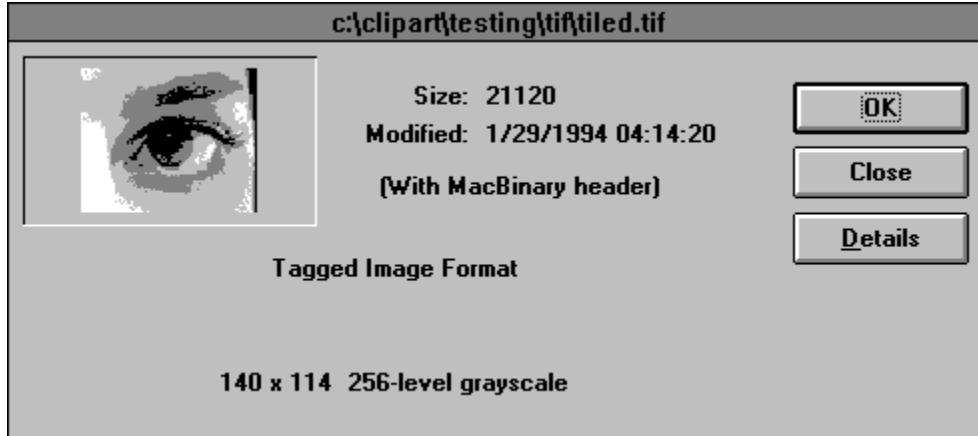 c:\clipart\testing\tif\tiled.tif
Size: 21120
Modified: 1/29/1994 04:14:20
(With MacBinary header)
Tagged Image Format
140 x 114 256-level grayscale
OK
Close
Details